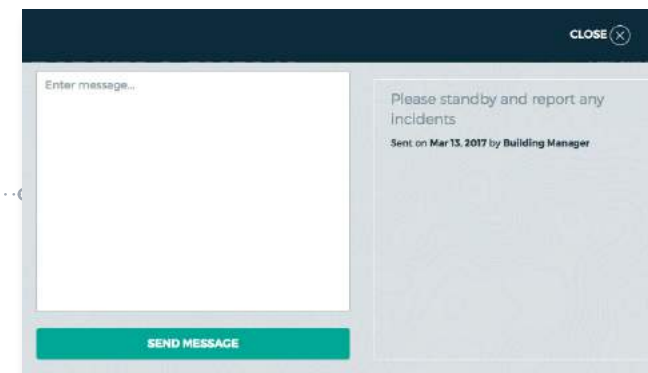 CLOSE
Enter message...
Please standby and report any
incidents
Sent on Mar 13, 2017 by Building Manager
SEND MESSAGE